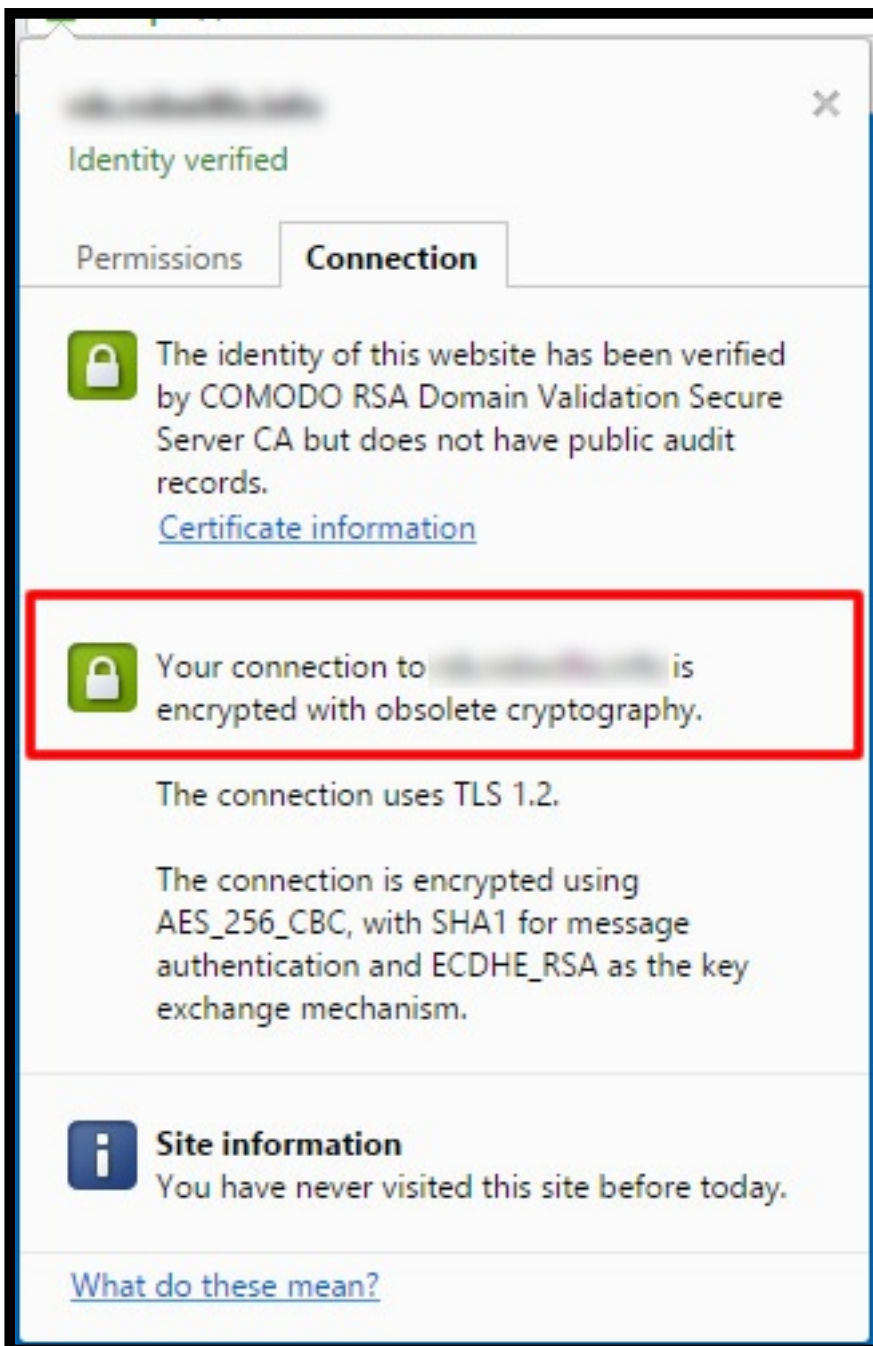 Identity verified
Permissions
Connection
The identity of this website has been verified
by COMODO RSA Domain Validation Secure
Server CA but does not have public audit
records.
Certificate information
Your connection to is
encrypted with obsolete cryptography.
The connection uses TLS 1.2.
The connection is encrypted using
AES_256_CBC, with SHA1 for message
authentication and ECDHE_RSA as the key
exchange mechanism.
Site information
You have never visited this site before today.
What do these mean?